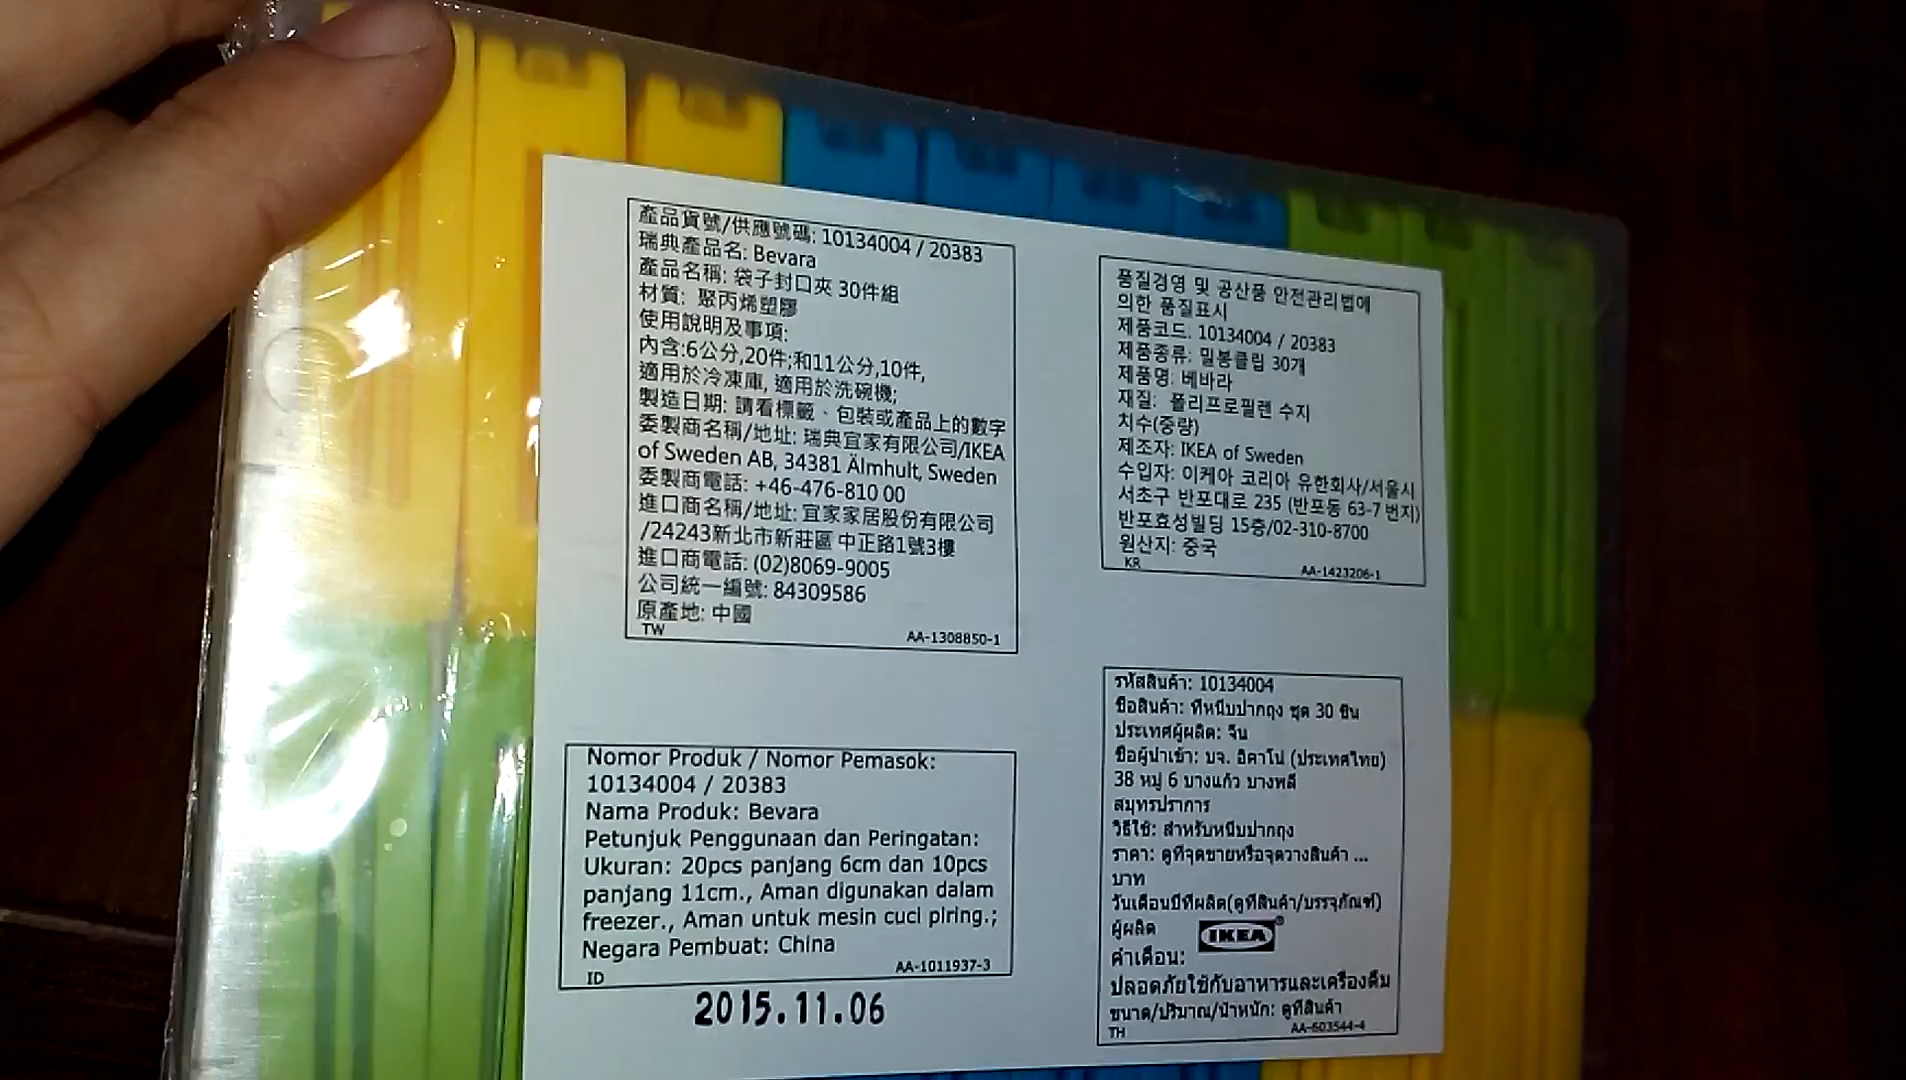 產品貨號/供應號碼: 10134004 / 20383
瑞典產品名: Bevara
產品名稱: 袋子封口夾 30件組
材質: 聚丙烯塑膠
使用說明及事項:
內含:6公分,20件;和11公分,10件,
適用於冷凍庫, 適用於洗碗機;
製造日期: 請看標籤、包裝或產品上的數字
委製商名稱/地址: 瑞典宜家有限公司/IKEA
of Sweden AB, 34381 Älmhult, Sweden
委製商電話: +46-476-810 00
進口商名稱/地址: 宜家家居股份有限公司
/24243新北市新莊區 中正路1號3樓
進口商電話: (02)8069-9005
公司統一編號: 84309586
原產地: 中國
TW AA-1308850-1
품질경영 및 공산품 안전관리법에
의한 품질표시
제품코드. 10134004 / 20383
제품종류: 밀봉클립 30개
제품명: 베바라
재질: 폴리프로필렌 수지
치수(중량)
제조자: IKEA of Sweden
수입자: 이케아 코리아 유한회사/서울시
서초구 반포대로 235 (반포동 63-7 번지)
반포효성빌딩 15층/02-310-8700
원산지: 중국
KR AA-1423206-1
Nomor Produk / Nomor Pemasok:
10134004 / 20383
Nama Produk: Bevara
Petunjuk Penggunaan dan Peringatan:
Ukuran: 20pcs panjang 6cm dan 10pcs
panjang 11cm., Aman digunakan dalam
freezer., Aman untuk mesin cuci piring.;
Negara Pembuat: China
ID AA-1011937-3
2015.11.06
รหัสสินค้า: 10134004
ชื่อสินค้า: ที่หนีบปากถุง ชุด 30 ชิ้น
ประเทศผู้ผลิต: จีน
ชื่อผู้นำเข้า: บจ. อิคาโน่ (ประเทศไทย)
38 หมู่ 6 บางแก้ว บางพลี
สมุทรปราการ
วิธีใช้: สำหรับหนีบปากถุง
ราคา: ดูที่จุดขายหรือจุดวางสินค้า ...
บาท
วันเดือนปีที่ผลิต(ดูที่สินค้า/บรรจุภัณฑ์)
ผู้ผลิต IKEA®
คำเตือน:
ปลอดภัยใช้กับอาหารและเครื่องดื่ม
ขนาด/ปริมาณ/น้ำหนัก: ดูที่สินค้า
TH AA-603544-4